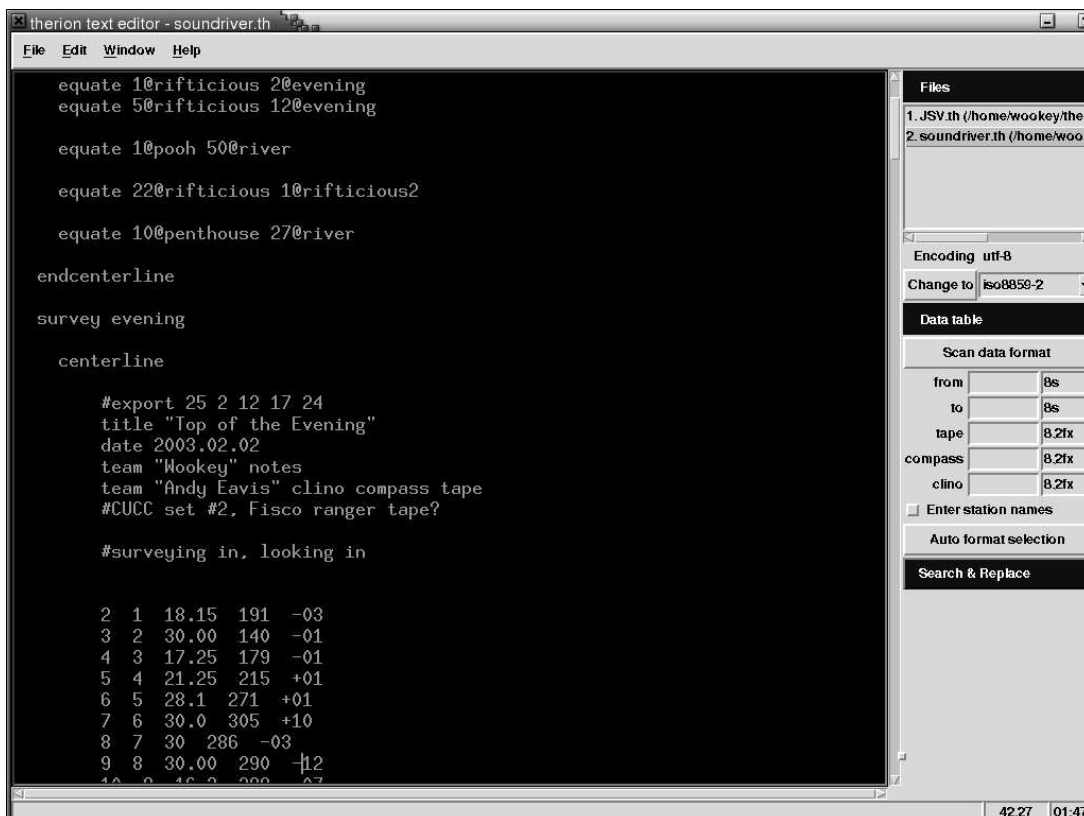 therion text editor - soundriver.th
File Edit Window Help
equate 1@rifticious 2@evening
equate 5@rifticious 12@evening
equate 10@pooh 500@river
equate 220@rifticious 1@rifticious2
equate 100@penthouse 27@river
endcenterline
survey evening
centerline
#export 25 2 12 17 24
title "Top of the Evening"
date 2003.02.02
team "Wookey" notes
team "Andy Eavis" clino compass tape
#CUCC set #2, Fisco ranger tape?
#surveying in, looking in
2 1 18.15 191 -03
3 2 30.00 140 -01
4 3 17.25 179 -01
5 4 21.25 215 +01
6 5 28.1 271 +01
7 6 30.0 305 +10
8 7 30 286 -03
9 8 30.00 290 -12
Files
1. JSV.th (/home/wookey/the
2. soundriver.th (/home/woo
Encoding utf-8
Change to iso8859-2
Data table
Scan data format
from 8s
to 8s
tape 8.2fx
compass 8.2fx
clino 8.2fx
Enter station names
Auto format selection
Search & Replace
42.27 01:47